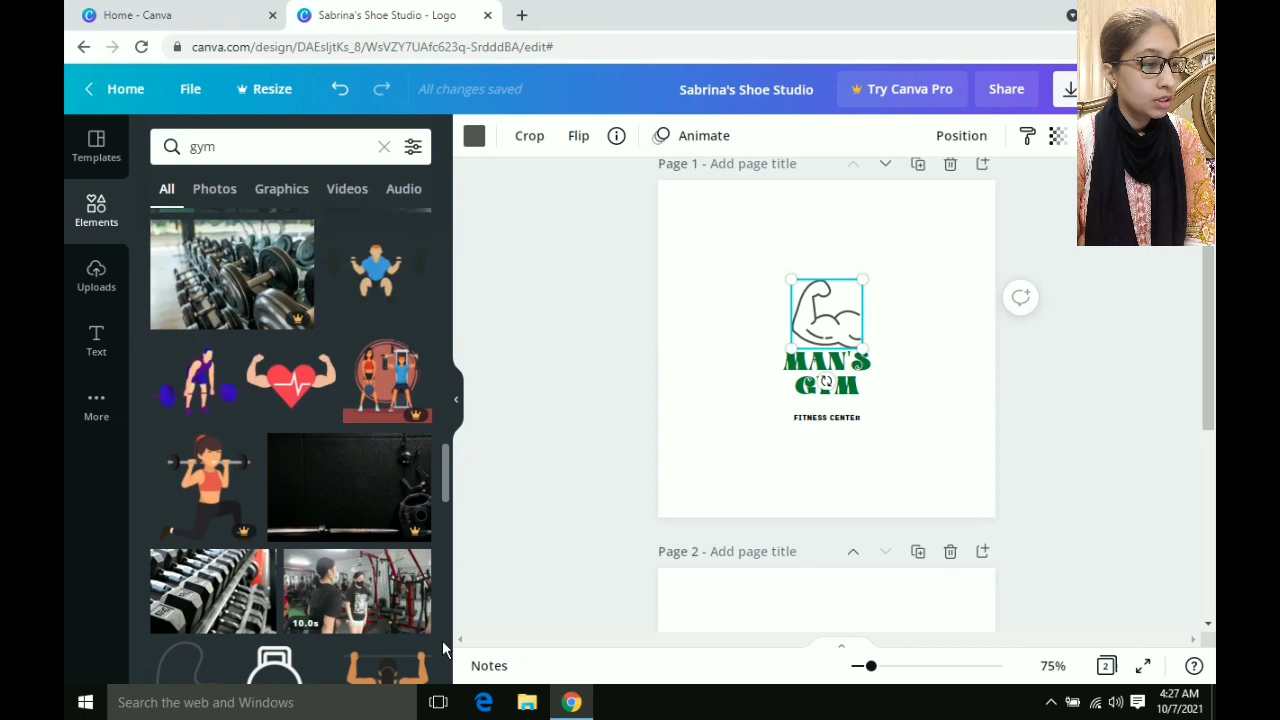 Home - Canva
Sabrina's Shoe Studio - Logo
canva.com/design/DAEsIjtKs_8/WsVZY7UAfc623q-SrdddBA/edit#
Home
File
Resize
All changes saved
Sabrina's Shoe Studio
Try Canva Pro
Share
Templates
Elements
Uploads
Text
More
gym
All
Photos
Graphics
Videos
Audio
10.0s
Crop
Flip
Animate
Position
Page 1 - Add page title
MAN'S
GYM
FITNESS CENTER
Page 2 - Add page title
Notes
75%
2
Search the web and Windows
4:27 AM
10/7/2021